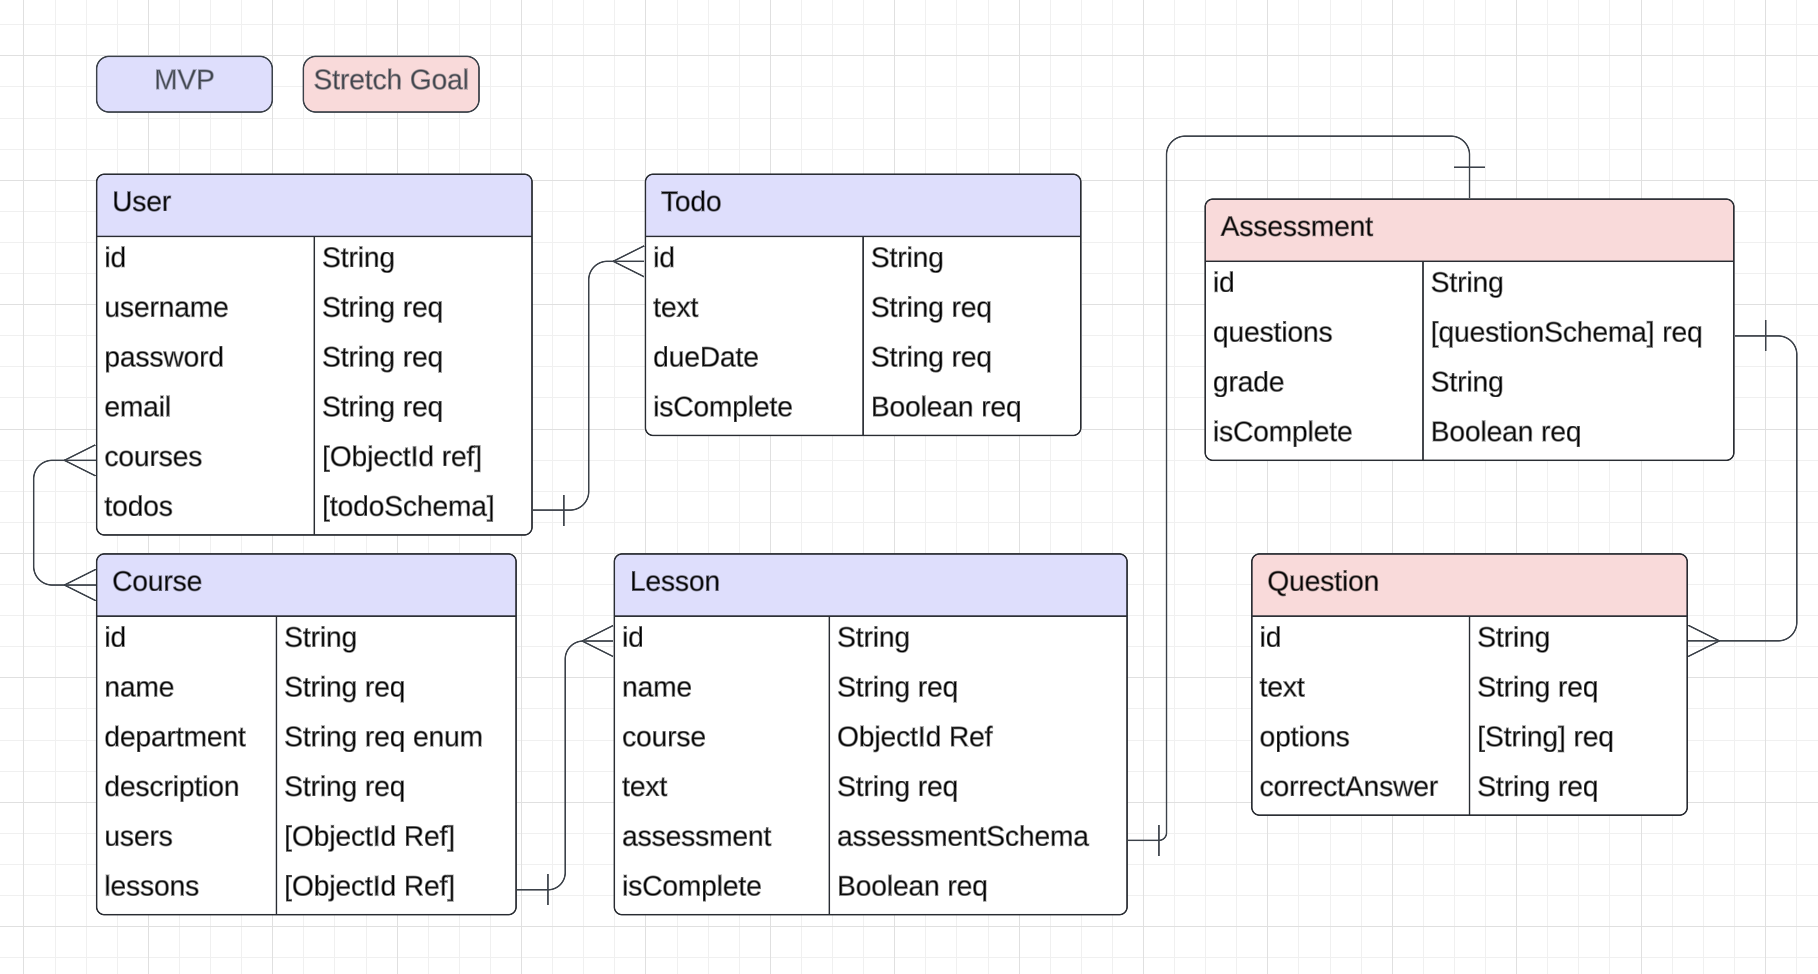 MVP
Stretch Goal
User
id String
username String req
password String req
email String req
courses [ObjectId ref]
todos [todoSchema]
Todo
id String
text String req
dueDate String req
isComplete Boolean req
Assessment
id String
questions [questionSchema] req
grade String
isComplete Boolean req
Course
id String
name String req
department String req enum
description String req
users [ObjectId Ref]
lessons [ObjectId Ref]
Lesson
id String
name String req
course ObjectId Ref
text String req
assessment assessmentSchema
isComplete Boolean req
Question
id String
text String req
options [String] req
correctAnswer String req